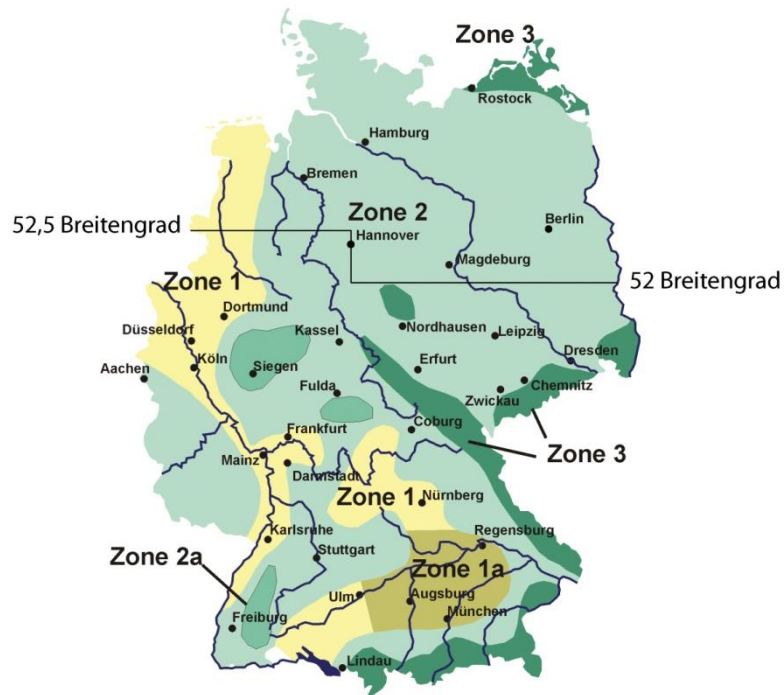 Zone 3
Rostock
Hamburg
Bremen
52,5 Breitengrad
Zone 2
Hannover
Berlin
Magdeburg
52 Breitengrad
Zone 1
Dortmund
Düsseldorf
Köln
Aachen
Siegen
Kassel
Nordhausen
Leipzig
Erfurt
Dresden
Chemnitz
Zwickau
Fulda
Zone 3
Coburg
Frankfurt
Mainz
Darmstadt
Zone 1
Nürnberg
Karlsruhe
Stuttgart
Regensburg
Zone 2a
Zone 1a
Ulm
Augsburg
München
Freiburg
Lindau